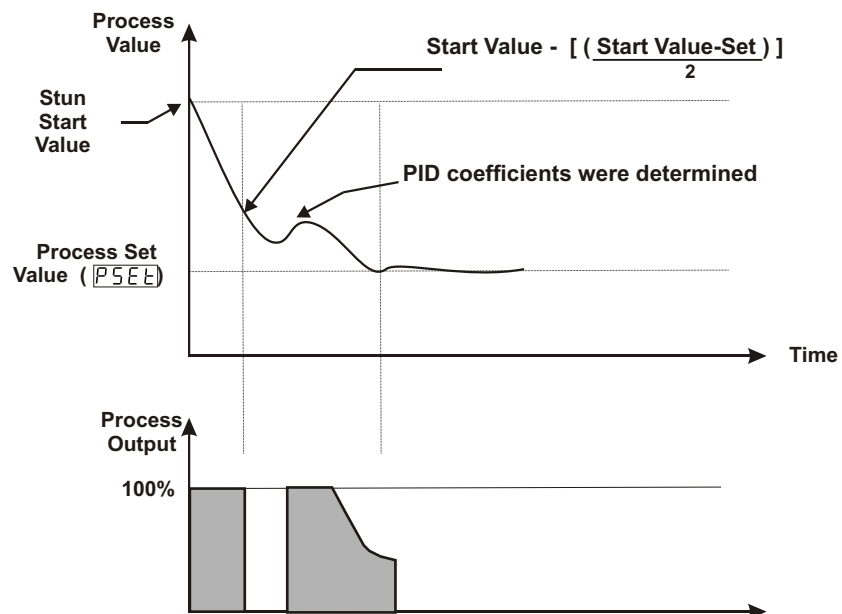 Process
Value
Start Value - [ ( Start Value-Set ) ]
2
Stun
Start
Value
PID coefficients were determined
Process Set
Value ( PSEt )
Time
Process
Output
100%